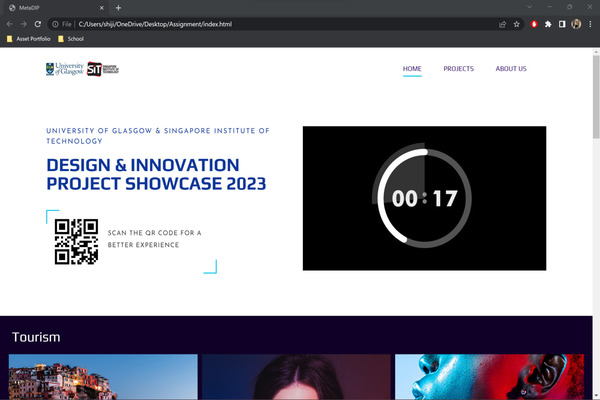 MetaDIP
File
C:/Users/shiji/OneDrive/Desktop/Assignment/index.html
Asset Portfolio
School
University
of Glasgow
SiT
SINGAPORE
INSTITUTE OF
TECHNOLOGY
HOME
PROJECTS
ABOUT US
UNIVERSITY OF GLASGOW & SINGAPORE INSTITUTE OF
TECHNOLOGY
DESIGN & INNOVATION
PROJECT SHOWCASE 2023
SCAN THE QR CODE FOR A
BETTER EXPERIENCE
00:17
Tourism